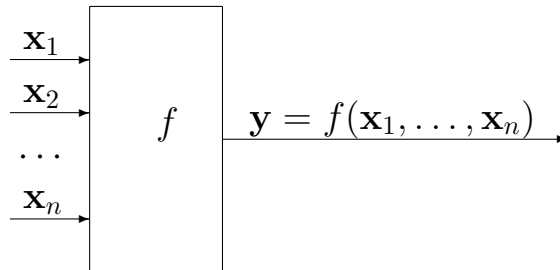 x₁
x₂
...
xₙ
f
y = f(x₁, . . . , xₙ)